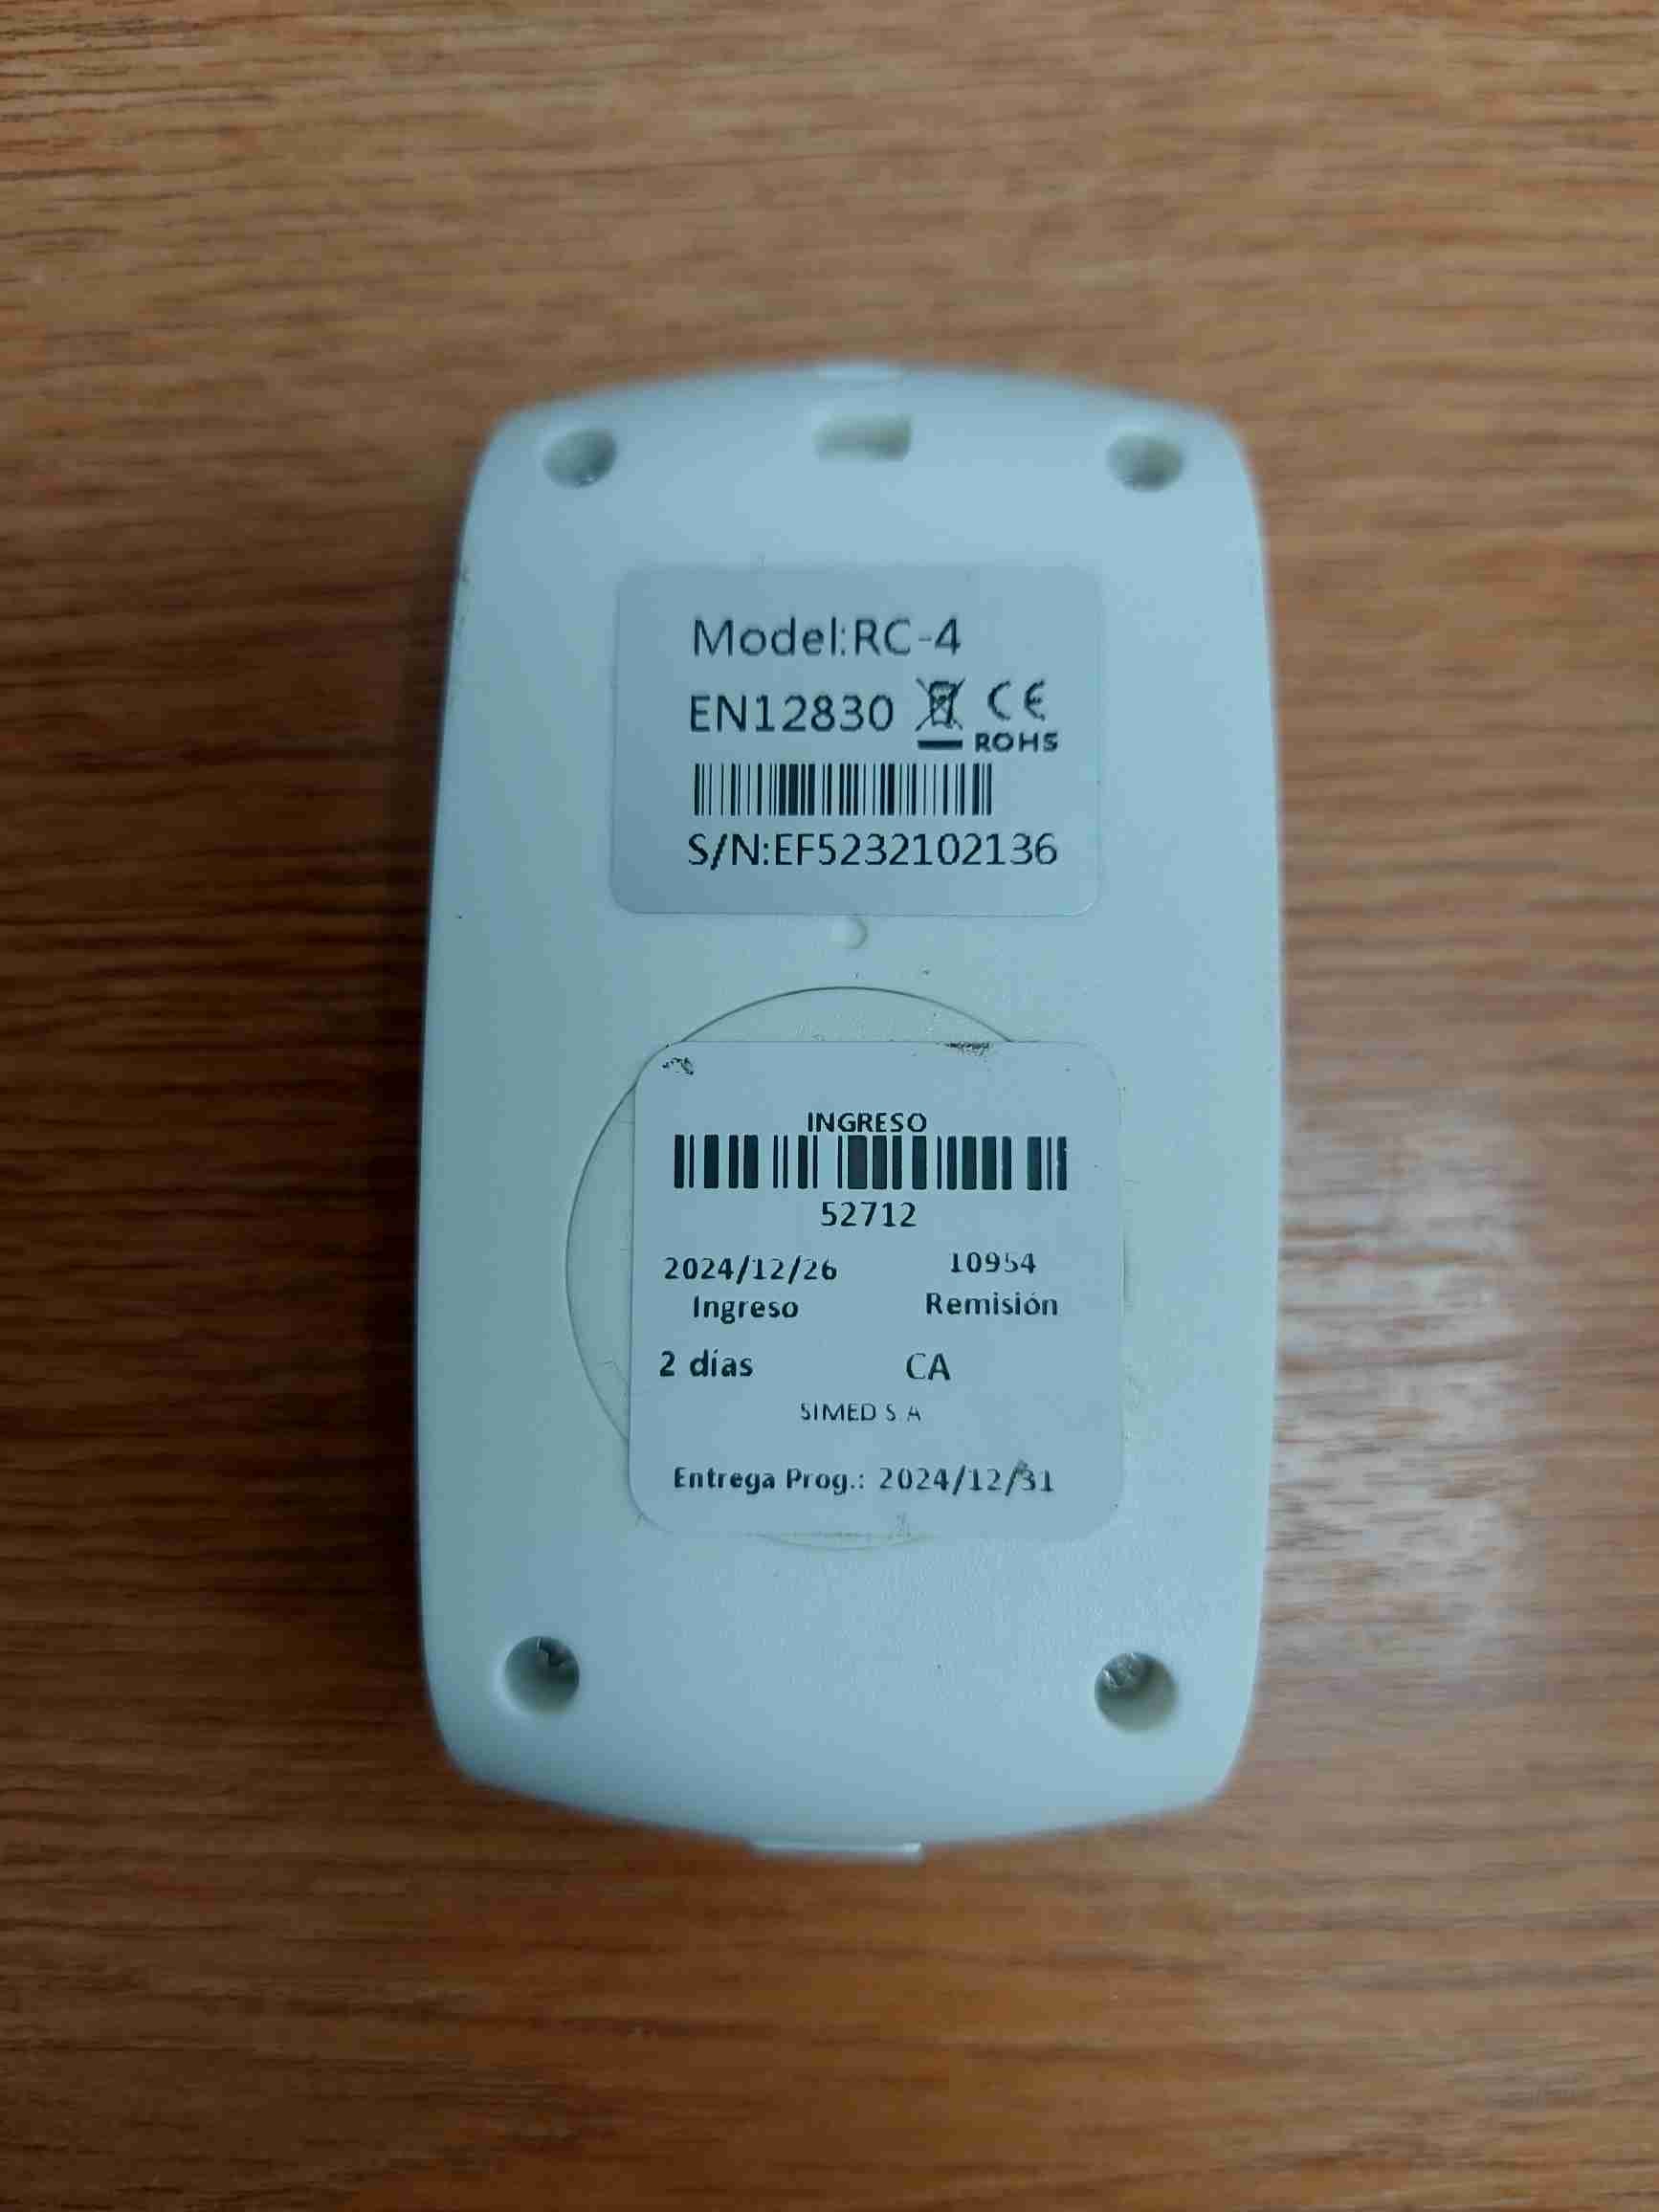 Model:RC-4
EN12830 CE
ROHS
S/N:EF5232102136
INGRESO
52712
2024/12/26 10954
Ingreso Remisión
2 días CA
SIMED S.A
Entrega Prog.: 2024/12/31